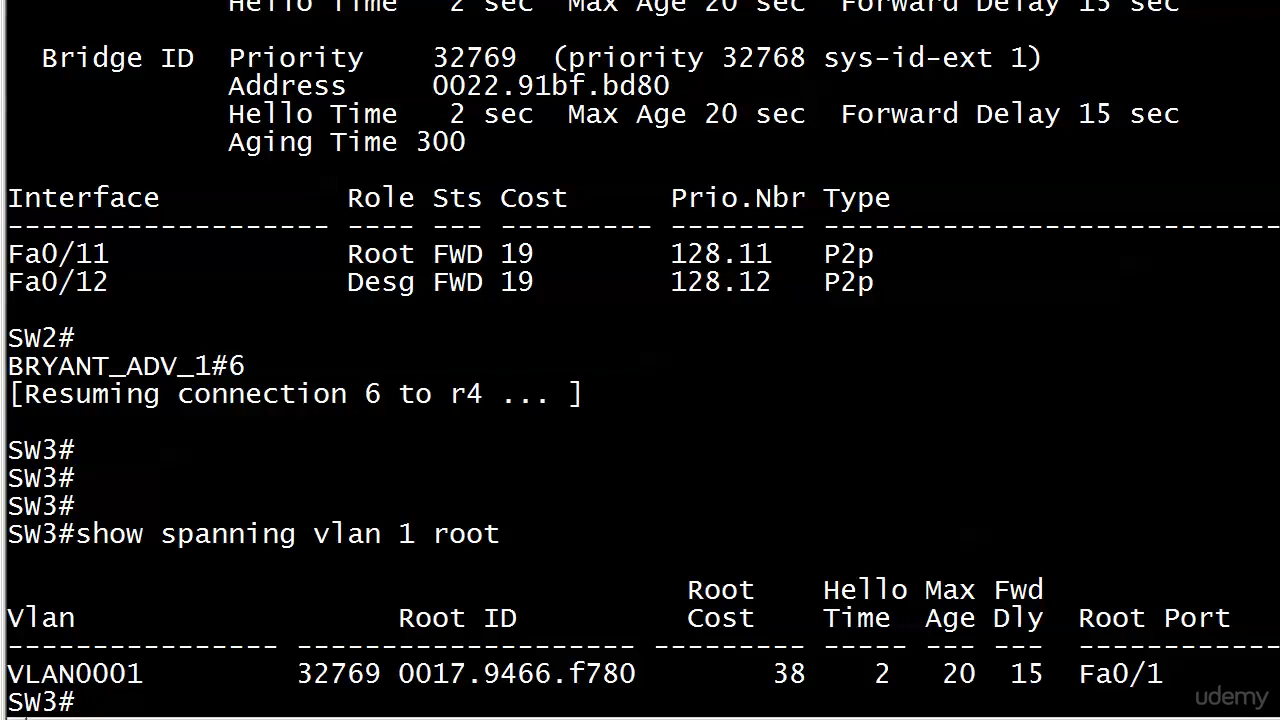 Hello Time 2 sec Max Age 20 sec Forward Delay 15 sec
Bridge ID Priority 32769 (priority 32768 sys-id-ext 1)
Address 0022.91bf.bd80
Hello Time 2 sec Max Age 20 sec Forward Delay 15 sec
Aging Time 300
Interface Role Sts Cost Prio.Nbr Type
------------------- ---- --- --------- -------- ---------------------------
Fa0/11 Root FWD 19 128.11 P2p
Fa0/12 Desg FWD 19 128.12 P2p
SW2#
BRYANT_ADV_1#6
[Resuming connection 6 to r4 ... ]
SW3#
SW3#
SW3#
SW3#show spanning vlan 1 root
Root Hello Max Fwd
Vlan Root ID Cost Time Age Dly Root Port
---------------- -------------------- --------- ----- --- --- ------------
VLAN0001 32769 0017.9466.f780 38 2 20 15 Fa0/1
SW3#
udemy